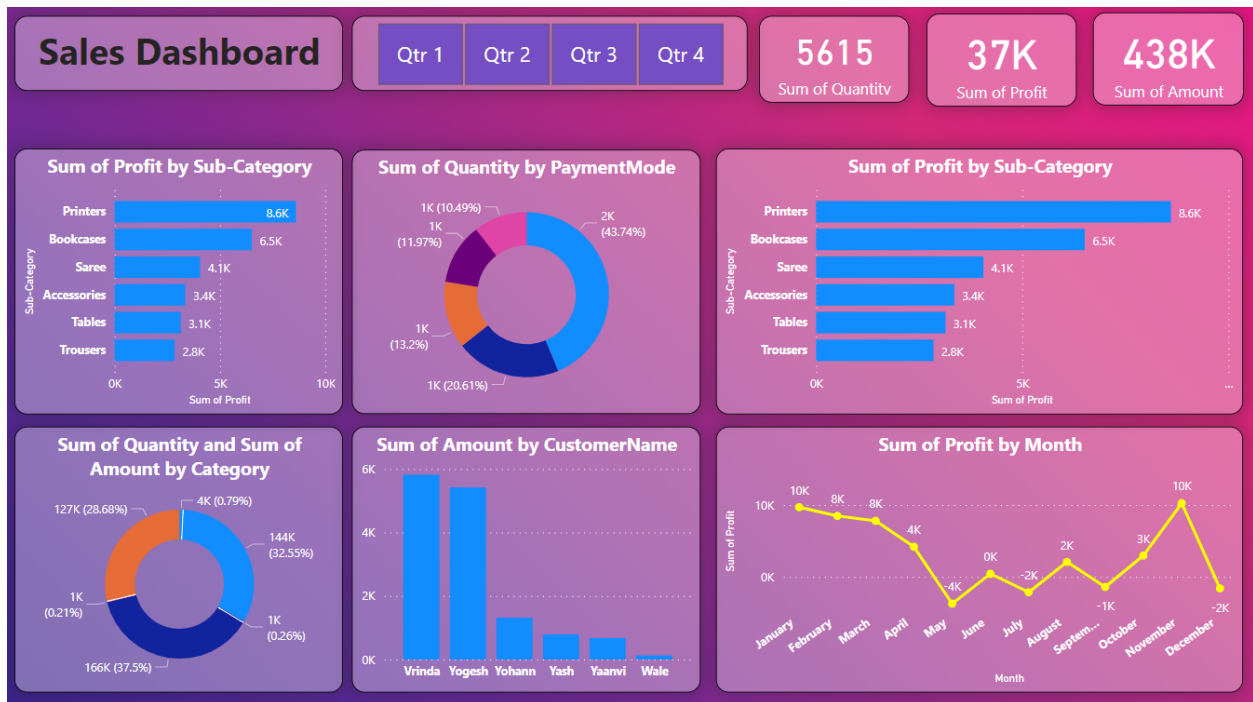 Sales Dashboard
Qtr 1
Qtr 2
Qtr 3
Qtr 4
5615
Sum of Quantity
37K
Sum of Profit
438K
Sum of Amount
Sum of Profit by Sub-Category
Sub-Category
Printers
8.6K
Bookcases
6.5K
Saree
4.1K
Accessories
3.4K
Tables
3.1K
Trousers
2.8K
0K
5K
10K
Sum of Profit
Sum of Quantity by PaymentMode
1K (10.49%)
2K
(43.74%)
1K
(11.97%)
1K
(13.2%)
1K (20.61%)
Sum of Profit by Sub-Category
Sub-Category
Printers
8.6K
Bookcases
6.5K
Saree
4.1K
Accessories
3.4K
Tables
3.1K
Trousers
2.8K
0K
5K
...
Sum of Profit
Sum of Quantity and Sum of
Amount by Category
4K (0.79%)
127K (28.68%)
144K
(32.55%)
1K
(0.21%)
1K
(0.26%)
166K (37.5%)
Sum of Amount by CustomerName
6K
4K
2K
0K
Vrinda
Yogesh
Yohann
Yash
Yaanvi
Wale
Sum of Profit by Month
Sum of Profit
10K
0K
10K
8K
8K
4K
-4K
0K
-2K
2K
-1K
3K
10K
-2K
January
February
March
April
May
June
July
August
Septem...
October
November
December
Month